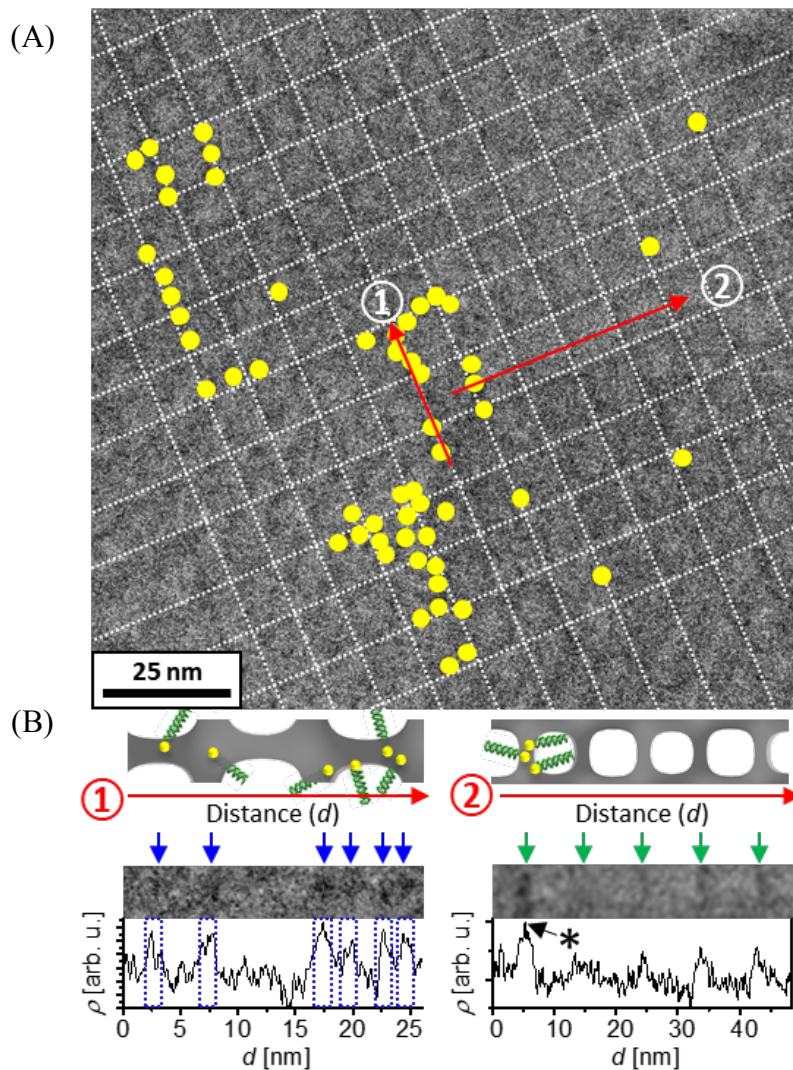 (A)
①
②
25 nm
(B)
① Distance (d)
② Distance (d)
*
ρ [arb. u.]
0 5 10 15 20 25
d [nm]
ρ [arb. u.]
0 10 20 30 40
d [nm]